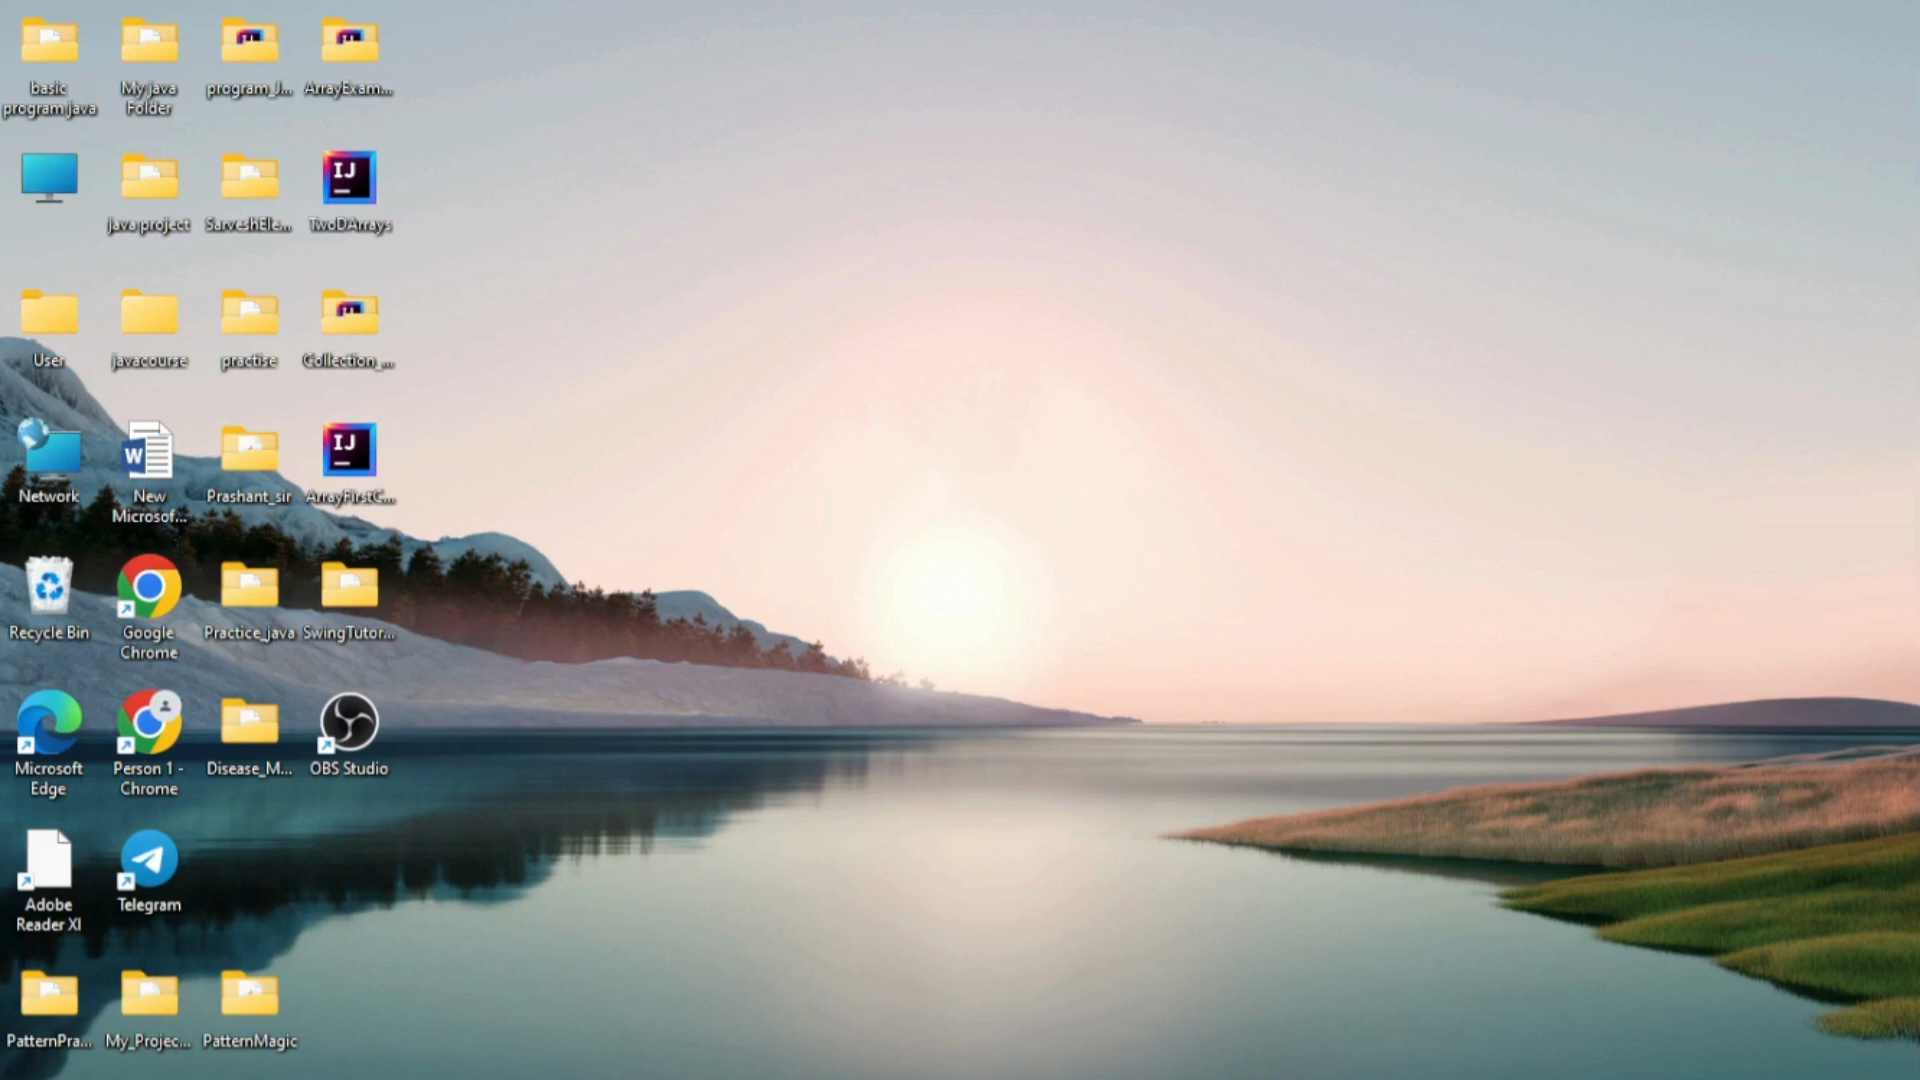 basic
program.java
My java
Folder
program_J...
ArrayExam...
IJ
java project
SarveshEle...
TwoDArrays
User
javacourse
practise
Collection_...
W
IJ
Network
New
Microsof...
Prashant_sir
ArrayFirstC...
Recycle Bin
Google
Chrome
Practice_java
SwingTutor...
Microsoft
Edge
Person 1 -
Chrome
Disease_M...
OBS Studio
Adobe
Reader XI
Telegram
PatternPra...
My_Projec...
PatternMagic